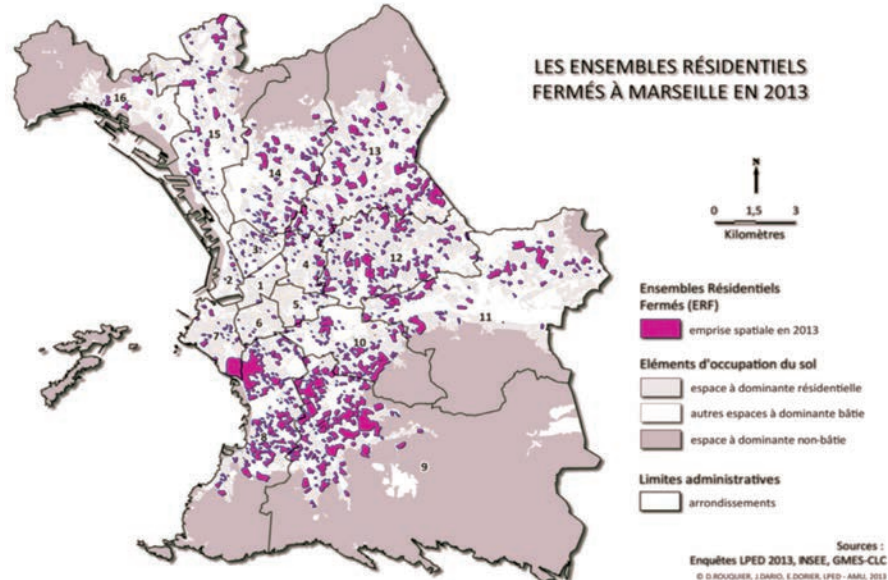 LES ENSEMBLES RÉSIDENTIELS
FERMÉS À MARSEILLE EN 2013
N
0 1,5 3
Kilomètres
Ensembles Résidentiels
Fermés (ERF)
emprise spatiale en 2013
Eléments d'occupation du sol
espace à dominante résidentielle
autres espaces à dominante bâtie
espace à dominante non-bâtie
Limites administratives
arrondissements
Sources :
Enquêtes LPED 2013, INSEE, GMES-CLC
© D.ROUQUIER, J.DARIO, E.DORIER, LPED - AMU, 2013
16
15
13
14
3
4
12
2
1
5
11
6
7
10
8
9